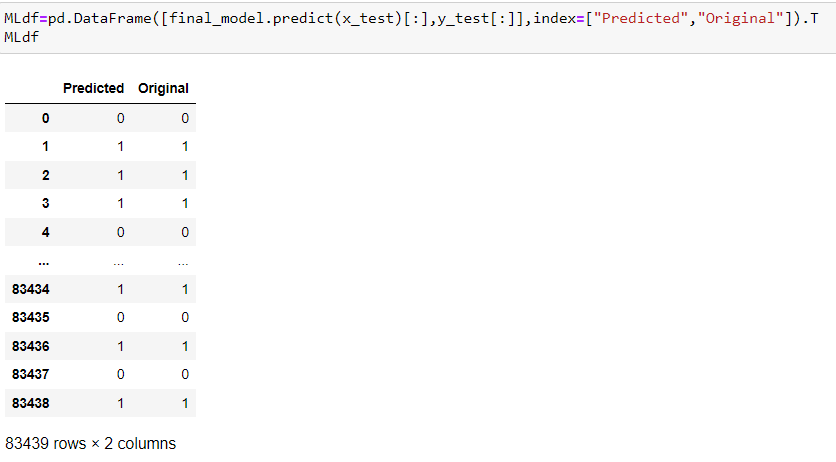 MLdf=pd.DataFrame([final_model.predict(x_test)[:],y_test[:]],index=["Predicted","Original"]).T
MLdf
Predicted Original
0 0 0
1 1 1
2 1 1
3 1 1
4 0 0
... ... ...
83434 1 1
83435 0 0
83436 1 1
83437 0 0
83438 1 1
83439 rows × 2 columns